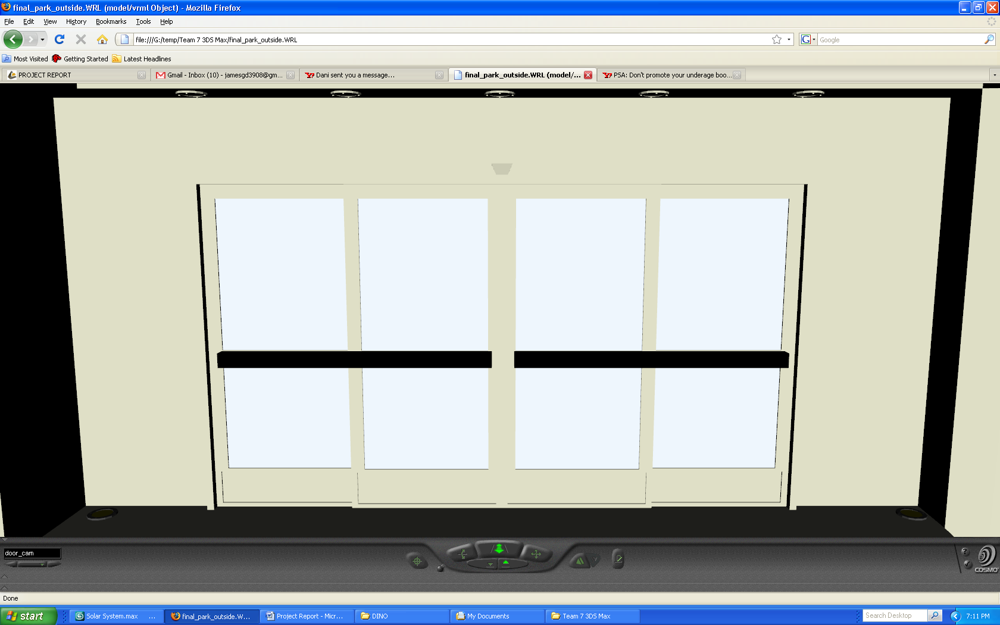 final_park_outside.WRL (model/vrml Object) - Mozilla Firefox
File Edit View History Bookmarks Tools Help
file:///G:/temp/Team 7 3DS Max/final_park_outside.WRL
G Google
Most Visited Getting Started Latest Headlines
PROJECT REPORT
Gmail - Inbox (10) - jamesgd3908@gm...
Dani sent you a message...
final_park_outside.WRL (model/...
PSA: Don't promote your underage boo...
door_cam
?
COSMO
Done
start
Solar System.max ...
final_park_outside.W...
Project Report - Micr...
DINO
My Documents
Team 7 3DS Max
Search Desktop
7:11 PM